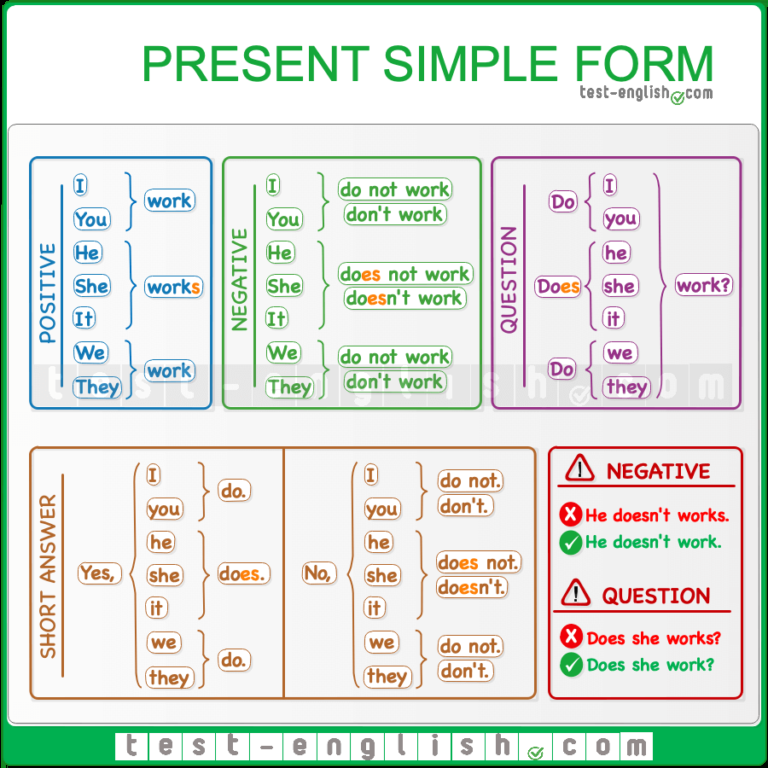 PRESENT SIMPLE FORM
test-english.com
POSITIVE
I
You
work
He
She
It
works
We
They
work
NEGATIVE
I
You
do not work
don't work
He
She
It
does not work
doesn't work
We
They
do not work
don't work
QUESTION
Do
I
you
Does
he
she
it
Do
we
they
work?
test-english.com
SHORT ANSWER
Yes,
I
you
do.
he
she
it
does.
we
they
do.
No,
I
you
do not.
don't.
he
she
it
does not.
doesn't.
we
they
do not.
don't.
NEGATIVE
He doesn't works.
He doesn't work.
QUESTION
Does she works?
Does she work?
test-english.com